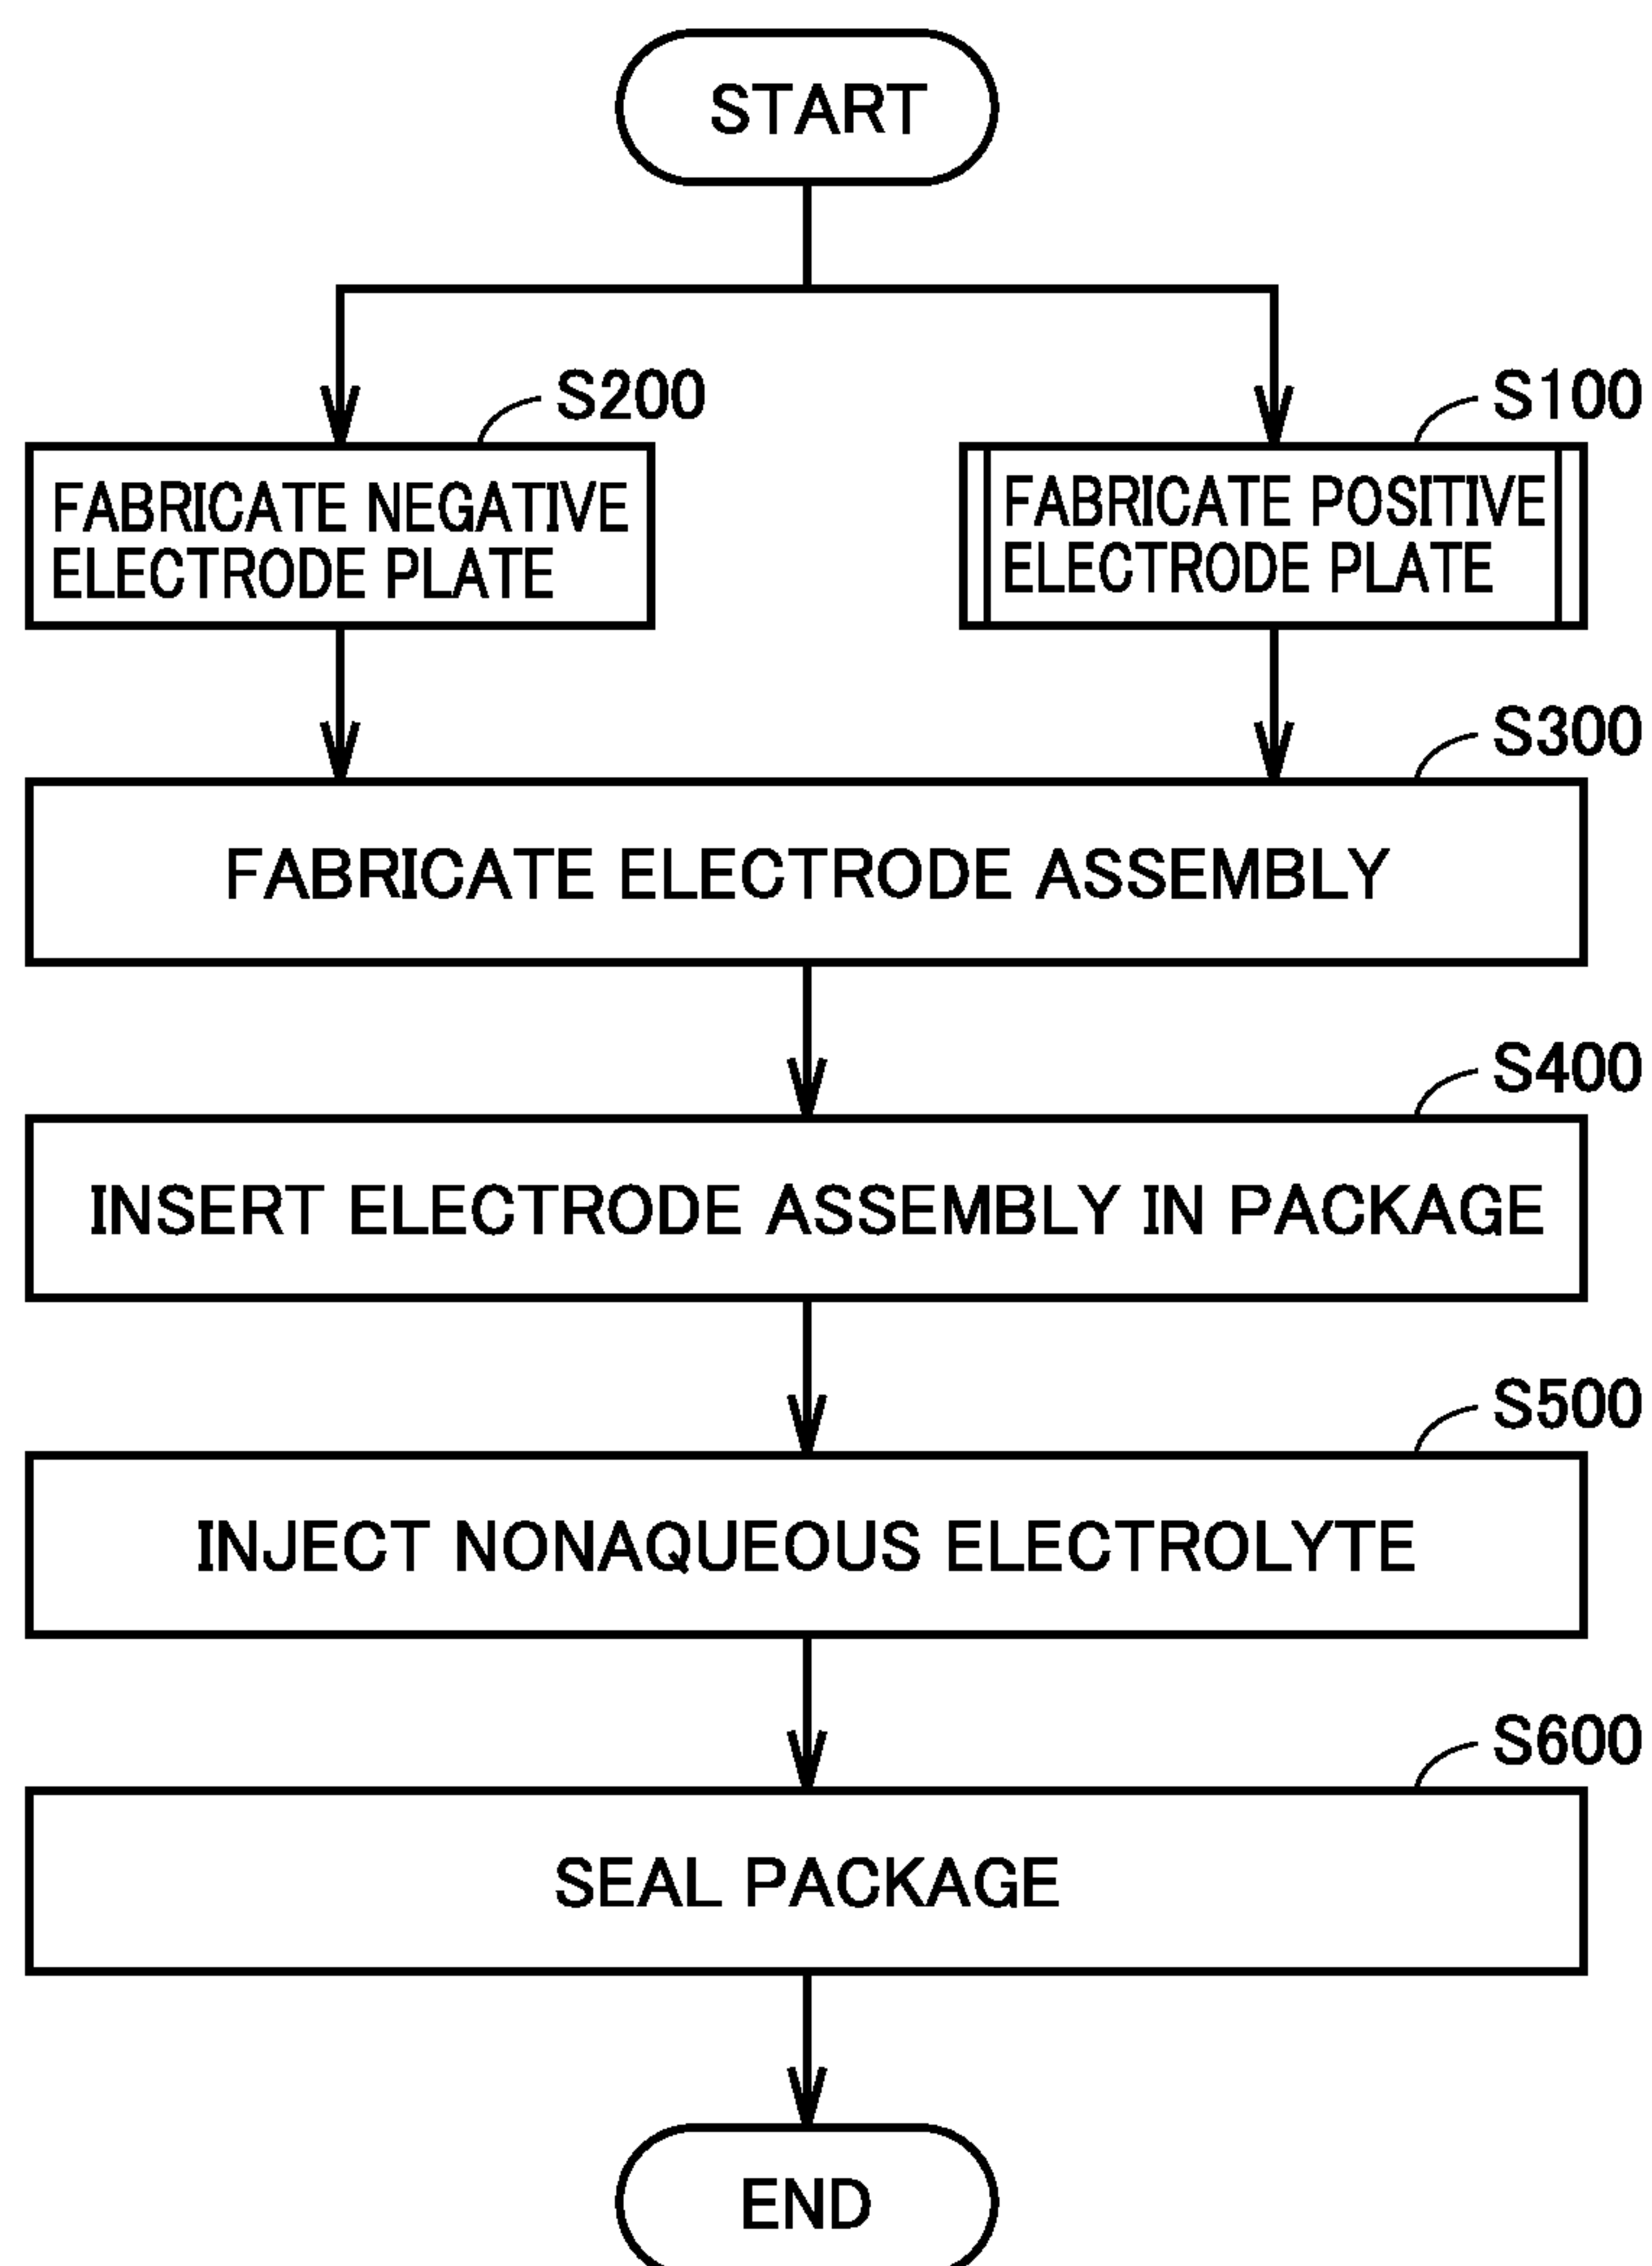 START
S200
FABRICATE NEGATIVE
ELECTRODE PLATE
S100
FABRICATE POSITIVE
ELECTRODE PLATE
S300
FABRICATE ELECTRODE ASSEMBLY
S400
INSERT ELECTRODE ASSEMBLY IN PACKAGE
S500
INJECT NONAQUEOUS ELECTROLYTE
S600
SEAL PACKAGE
END